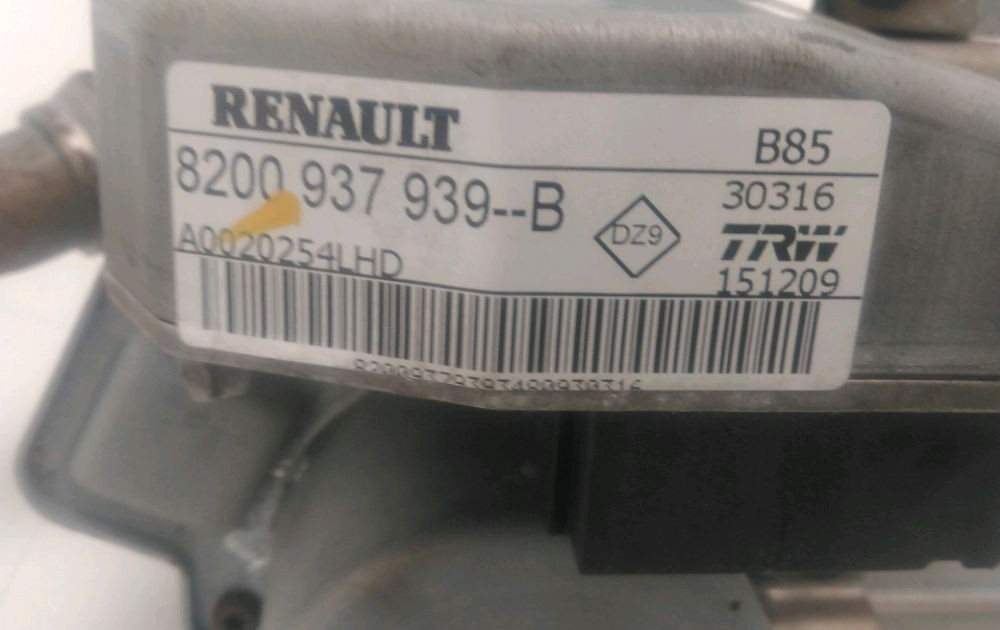 RENAULT
B85
8200 937 939--B
DZ9
30316
TRW
151209
A0020254LHD